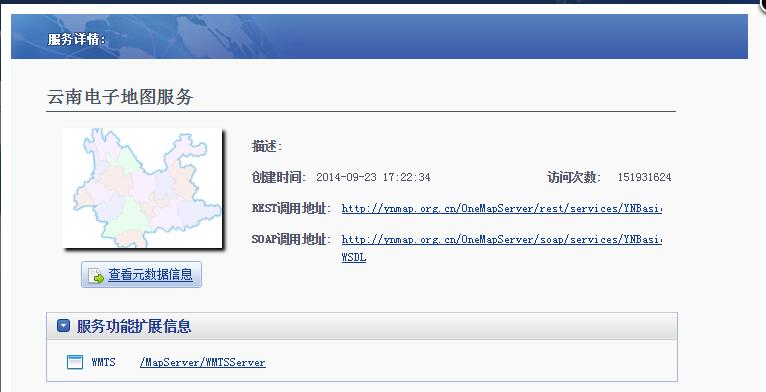 服务详情:
云南电子地图服务
描述:
创建时间: 2014-09-23 17:22:34 访问次数: 151931624
REST调用地址: http://ynmap.org.cn/OneMapServer/rest/services/YNBasic
SOAP调用地址: http://ynmap.org.cn/OneMapServer/soap/services/YNBasic
WSDL
查看元数据信息
服务功能扩展信息
WMTS /MapServer/WMTSServer